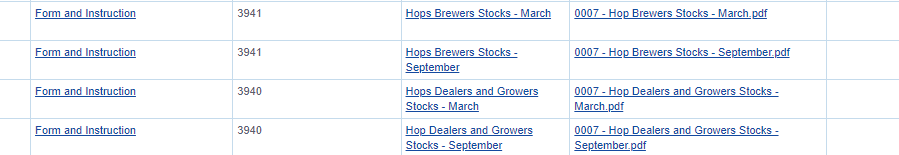 Form and Instruction 3941 Hops Brewers Stocks - March 0007 - Hop Brewers Stocks - March.pdf
Form and Instruction 3941 Hops Brewers Stocks - 0007 - Hop Brewers Stocks - September.pdf
September
Form and Instruction 3940 Hops Dealers and Growers 0007 - Hop Dealers and Growers Stocks -
Stocks - March March.pdf
Form and Instruction 3940 Hop Dealers and Growers 0007 - Hop Dealers and Growers Stocks -
Stocks - September September.pdf